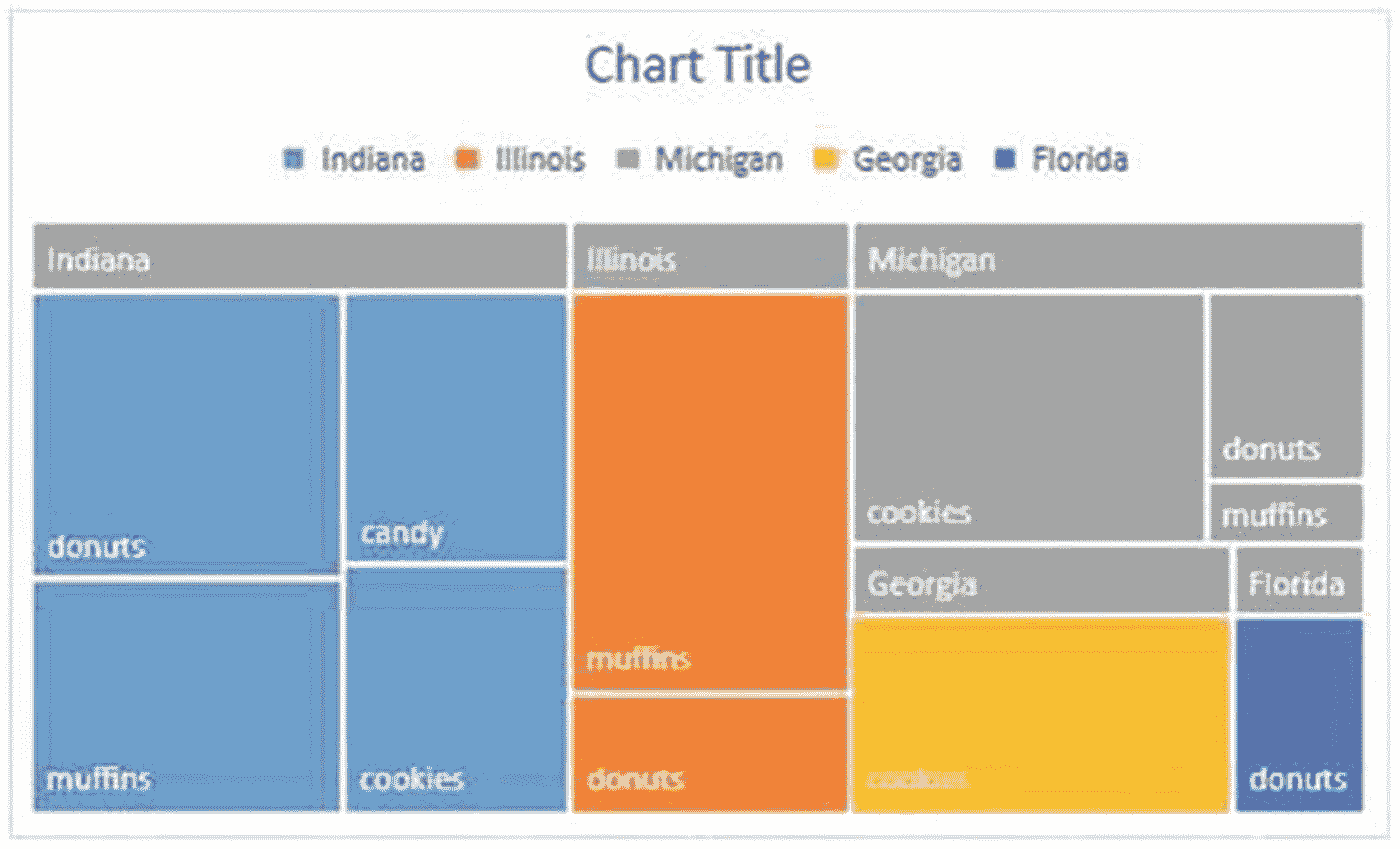 Chart Title
Indiana Illinois Michigan Georgia Florida
Indiana
donuts
candy
muffins
cookies
Illinois
muffins
donuts
Michigan
cookies
donuts
muffins
Georgia
cookies
Florida
donuts